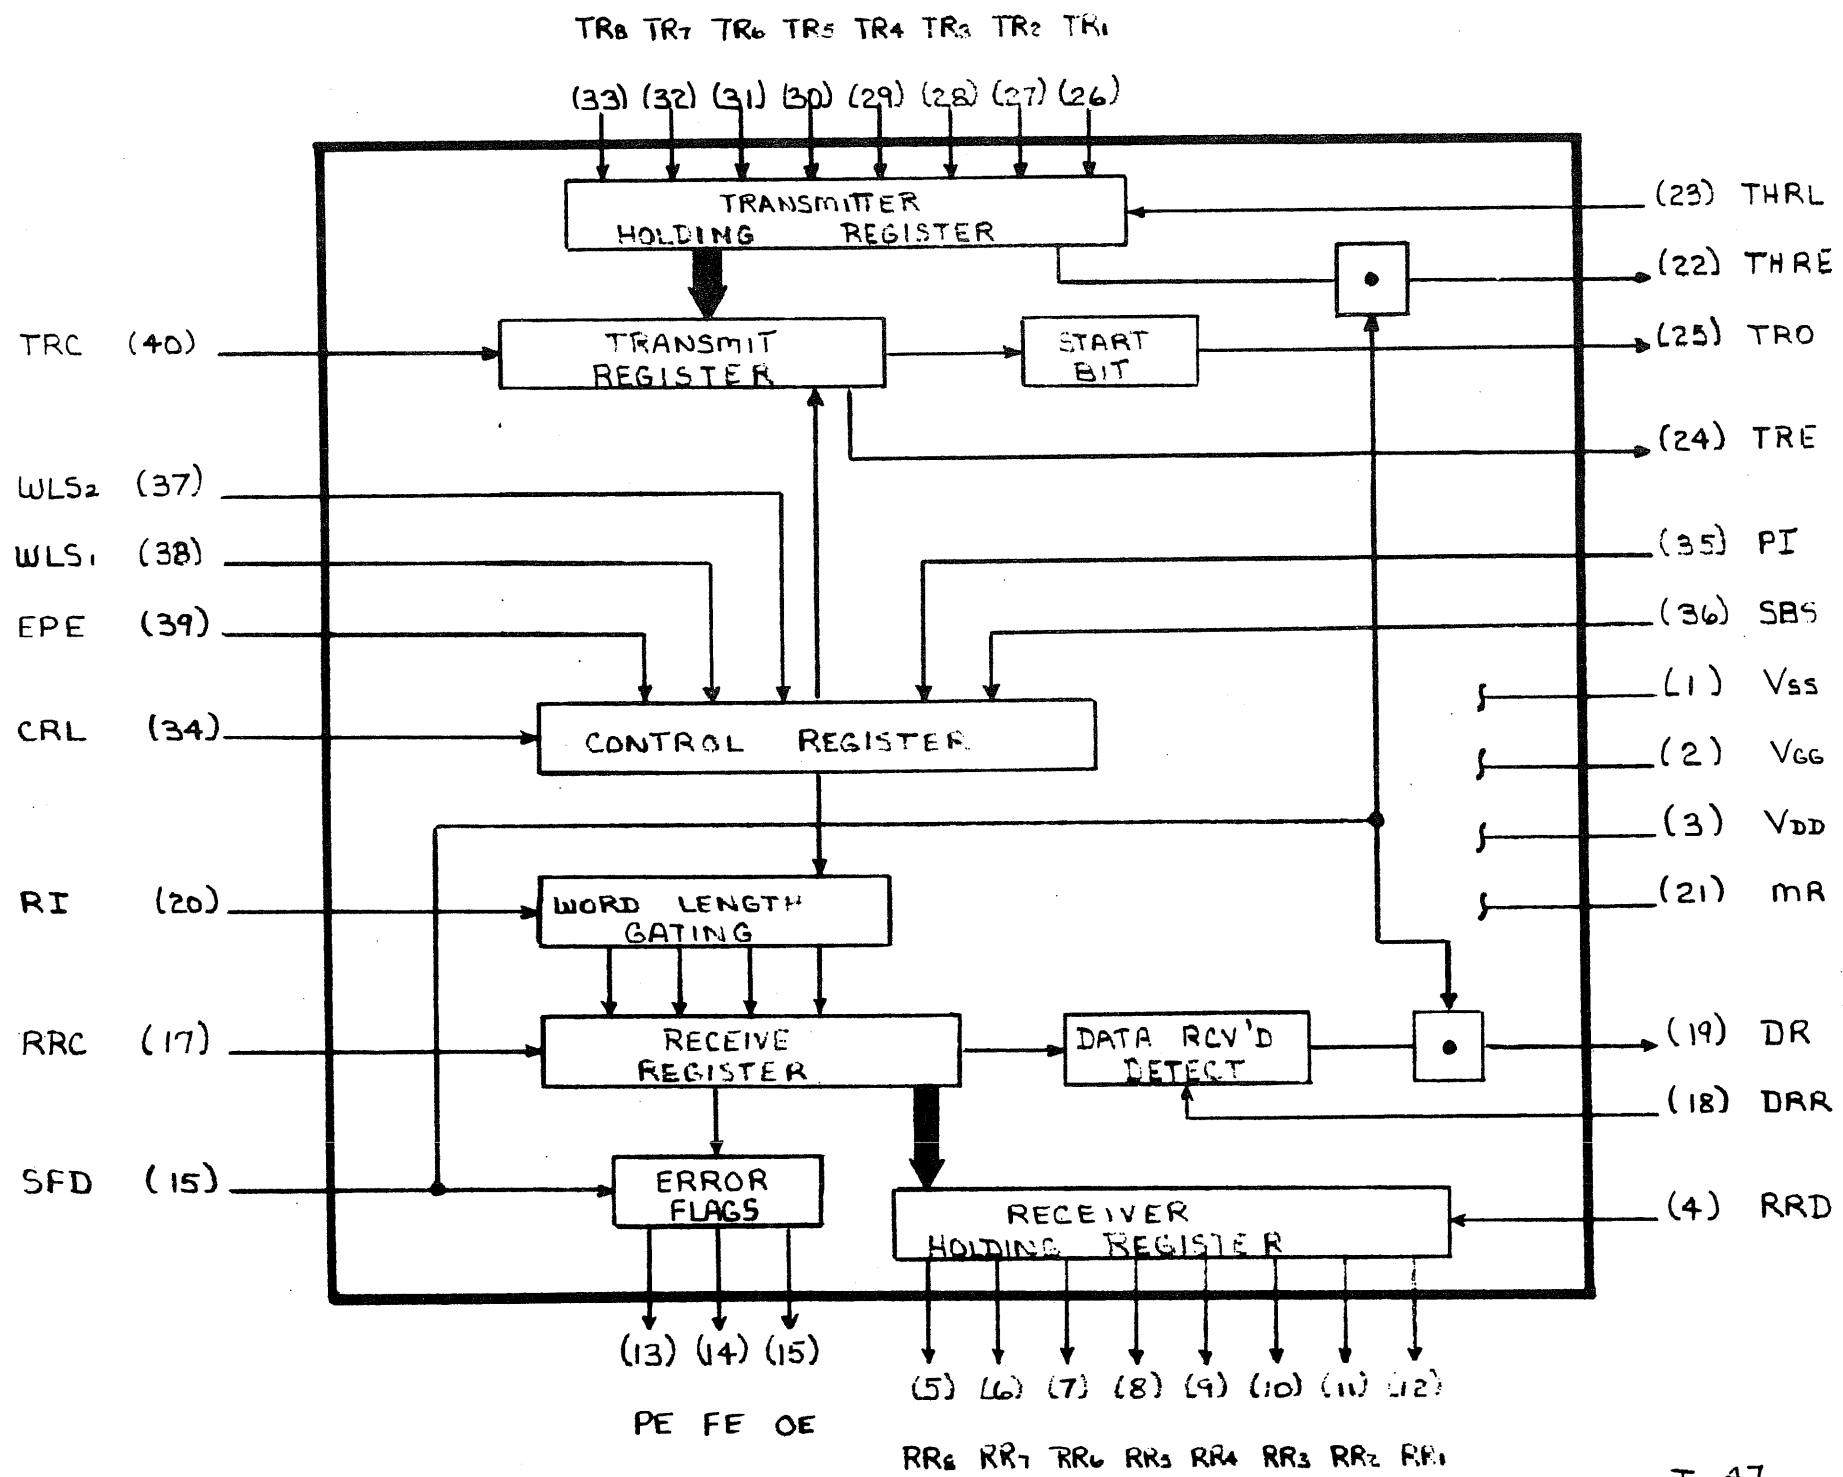 TR8 TR7 TR6 TR5 TR4 TR3 TR2 TR1
(33) (32) (31) (30) (29) (28) (27) (26)
TRANSMITTER
HOLDING REGISTER
(23) THRL
(22) THRE
TRC (40)
TRANSMIT
REGISTER
START
BIT
(25) TRO
(24) TRE
WLS2 (37)
WLS1 (38)
(35) PI
EPE (39)
(36) SBS
(1) VSS
CRL (34)
CONTROL REGISTER
(2) VGG
(3) VDD
RI (20)
WORD LENGTH
GATING
(21) MR
RRC (17)
RECEIVE
REGISTER
DATA RCV'D
DETECT
(19) DR
(18) DRR
SFD (15)
ERROR
FLAGS
RECEIVER
HOLDING REGISTER
(4) RRD
(13) (14) (15)
(5) (6) (7) (8) (9) (10) (11) (12)
PE FE OE
RR8 RR7 RR6 RR5 RR4 RR3 RR2 RR1